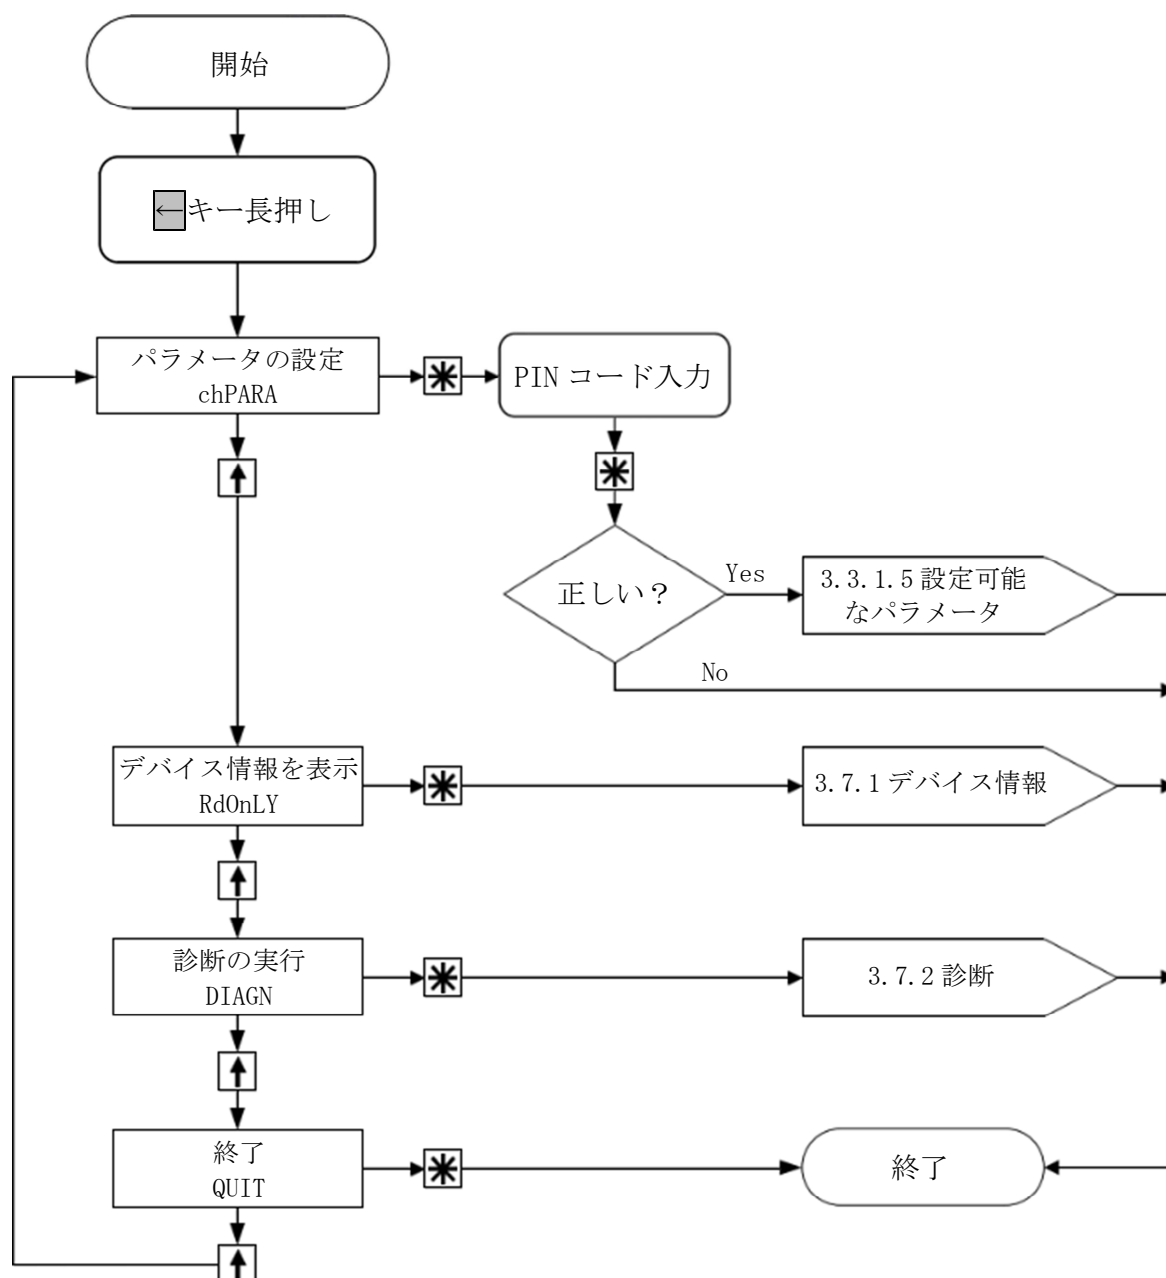 開始
←キー長押し
パラメータの設定
chPARA
PIN コード入力
正しい？
Yes
3.3.1.5 設定可能
なパラメータ
No
デバイス情報を表示
RdOnLY
3.7.1 デバイス情報
診断の実行
DIAGN
3.7.2 診断
終了
QUIT
終了